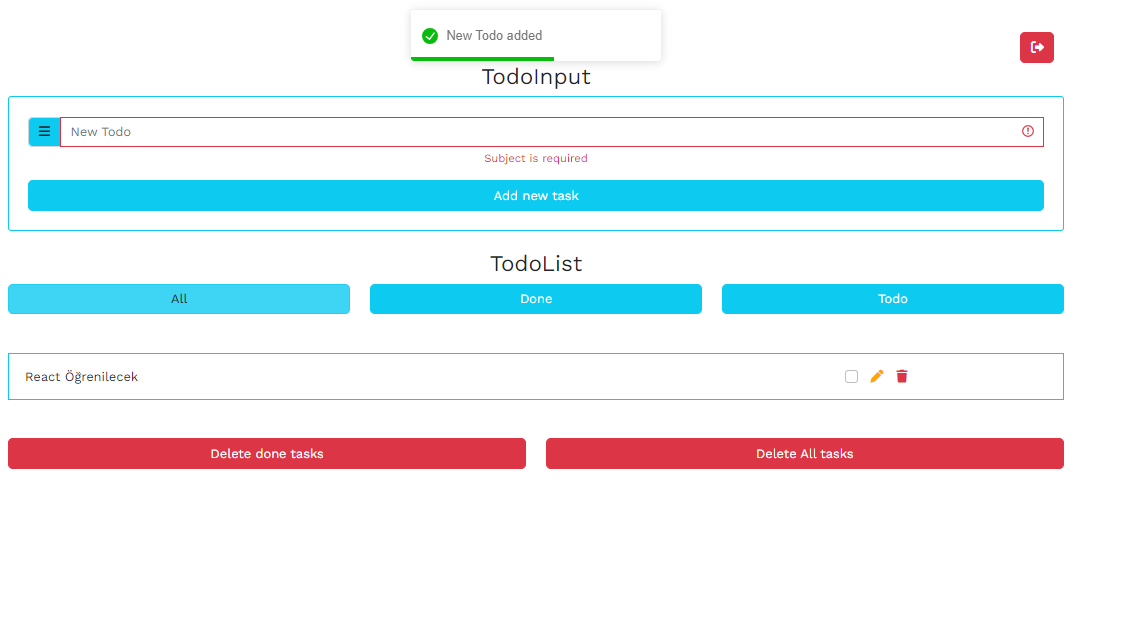 New Todo added
TodoInput
New Todo
Subject is required
Add new task
TodoList
All
Done
Todo
React Öğrenilecek
Delete done tasks
Delete All tasks